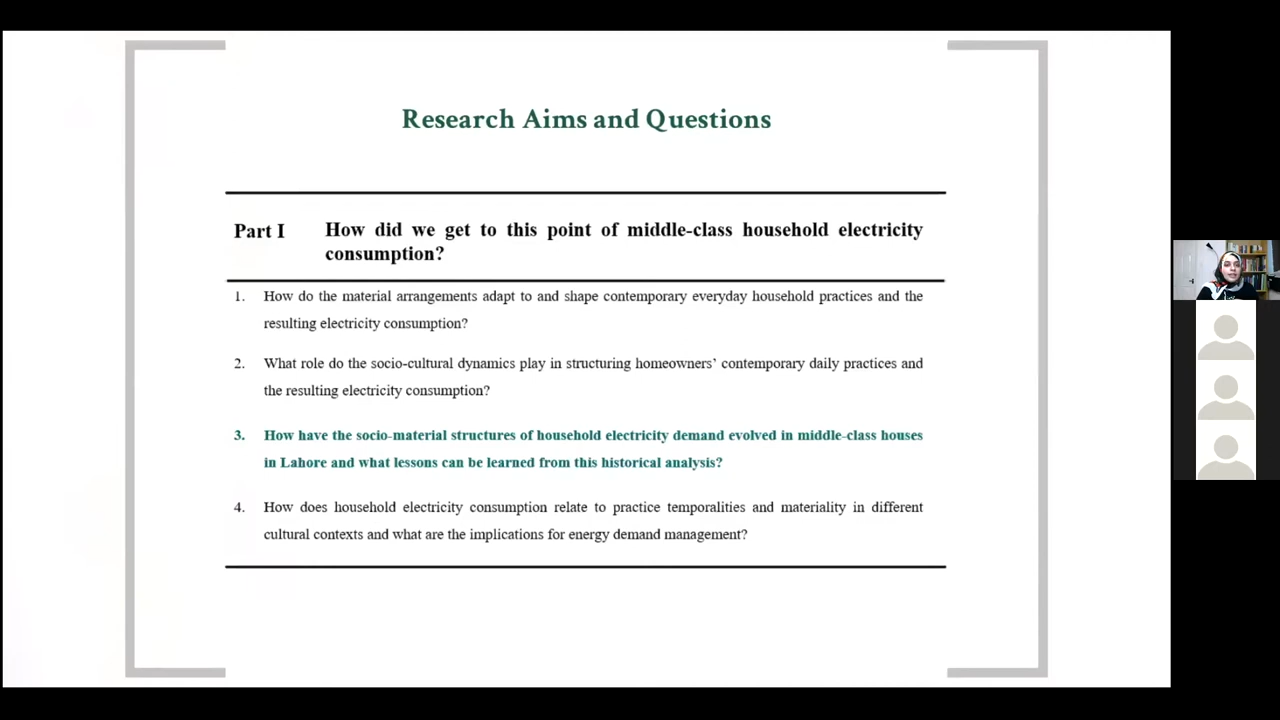 Research Aims and Questions
Part I How did we get to this point of middle-class household electricity
consumption?
1. How do the material arrangements adapt to and shape contemporary everyday household practices and the
resulting electricity consumption?
2. What role do the socio-cultural dynamics play in structuring homeowners’ contemporary daily practices and
the resulting electricity consumption?
3. How have the socio-material structures of household electricity demand evolved in middle-class houses
in Lahore and what lessons can be learned from this historical analysis?
4. How does household electricity consumption relate to practice temporalities and materiality in different
cultural contexts and what are the implications for energy demand management?